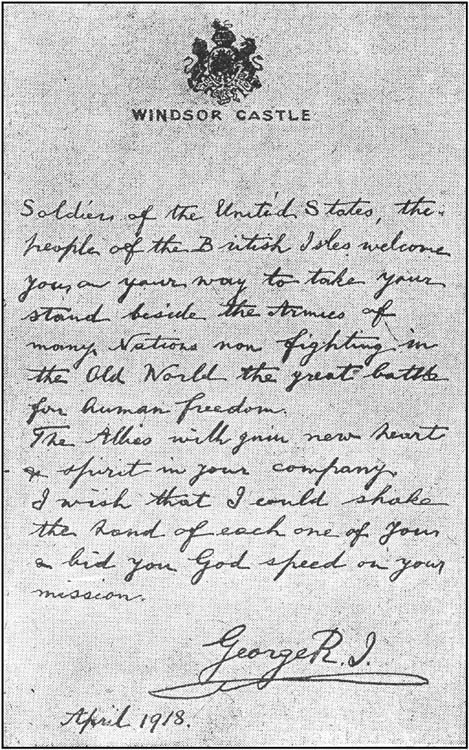 WINDSOR CASTLE
Soldiers of the United States, the
people of the British Isles welcome
you on your way to take your
stand beside the Armies of
many Nations now fighting in
the Old World the great battle
for human freedom.
The Allies will gain new heart
& spirit in your company.
I wish that I could shake
the hand of each one of you
& bid you God speed on your
mission.
George R.I.
April 1918.